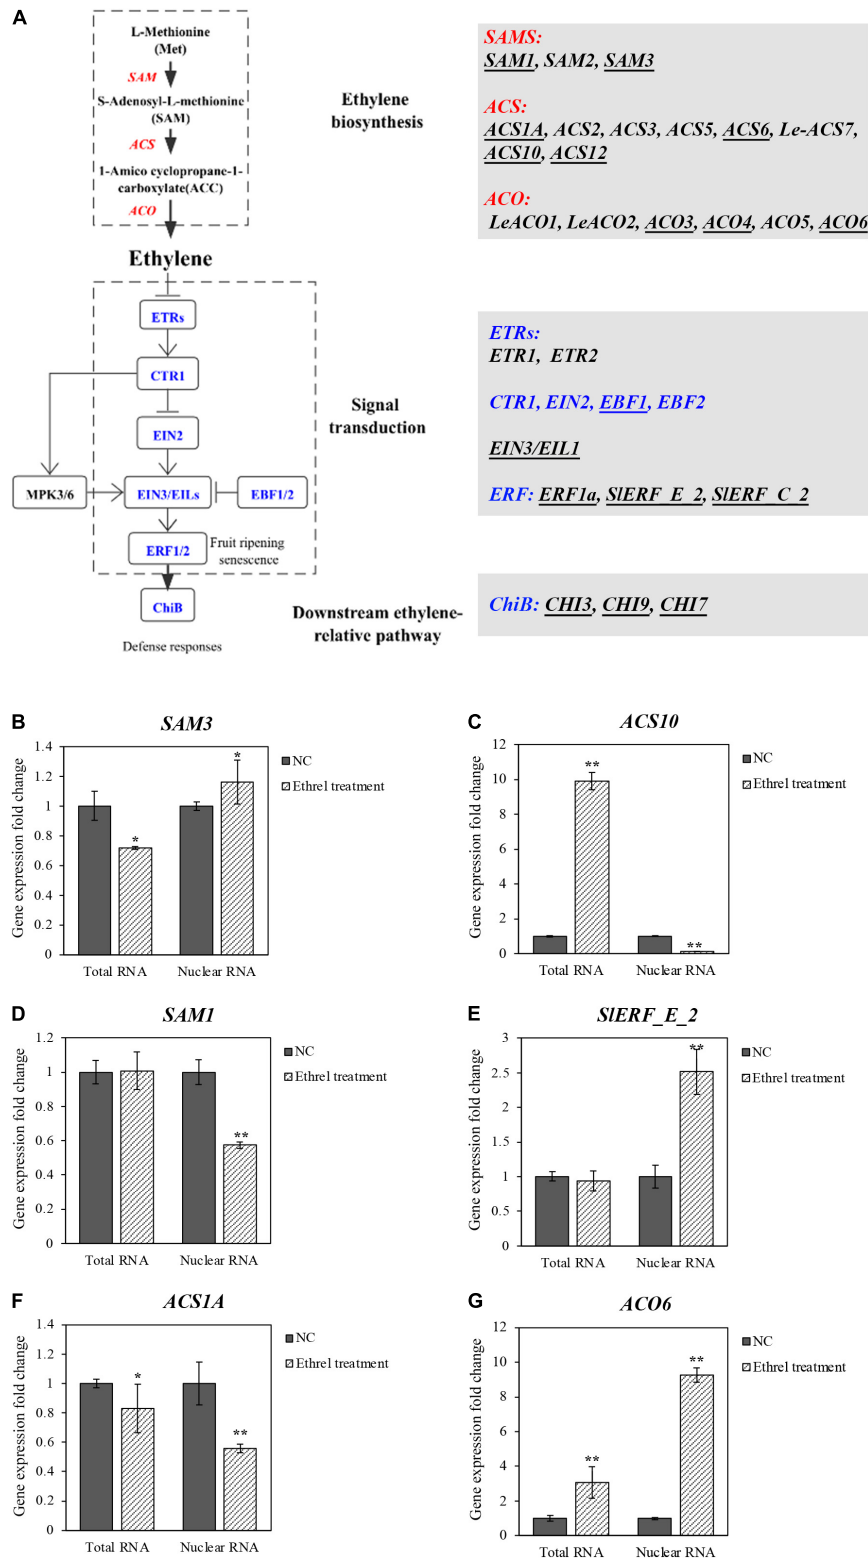 A
L-Methionine
(Met)
SAM
S-Adenosyl-L-methionine
(SAM)
ACS
1-Amico cyclopropane-1-
carboxylate(ACC)
ACO
Ethylene
Ethylene
biosynthesis
SAMS:
SAM1, SAM2, SAM3
ACS:
ACS1A, ACS2, ACS3, ACS5, ACS6, Le-ACS7,
ACS10, ACS12
ACO:
LeACO1, LeACO2, ACO3, ACO4, ACO5, ACO6
ETRs
CTR1
EIN2
MPK3/6
EIN3/EILs
EBF1/2
ERF1/2
Fruit ripening
senescence
ChiB
Defense responses
Signal
transduction
Downstream ethylene-
relative pathway
ETRs:
ETR1, ETR2
CTR1, EIN2, EBF1, EBF2
EIN3/EIL1
ERF: ERF1a, SlERF_E_2, SlERF_C_2
ChiB: CHI3, CHI9, CHI7
B
SAM3
Gene expression fold change
1.4
1.2
1
0.8
0.6
0.4
0.2
0
*
*
Total RNA
Nuclear RNA
NC
Ethrel treatment
C
ACS10
Gene expression fold change
12
10
8
6
4
2
0
**
**
Total RNA
Nuclear RNA
NC
Ethrel treatment
D
SAM1
Gene expression fold change
1.2
1
0.8
0.6
0.4
0.2
0
**
Total RNA
Nuclear RNA
NC
Ethrel treatment
E
SlERF_E_2
Gene expression fold change
3
2.5
2
1.5
1
0.5
0
**
Total RNA
Nuclear RNA
NC
Ethrel treatment
F
ACS1A
Gene expression fold change
1.4
1.2
1
0.8
0.6
0.4
0.2
0
*
**
Total RNA
Nuclear RNA
NC
Ethrel treatment
G
ACO6
Gene expression fold change
12
10
8
6
4
2
0
**
**
Total RNA
Nuclear RNA
NC
Ethrel treatment